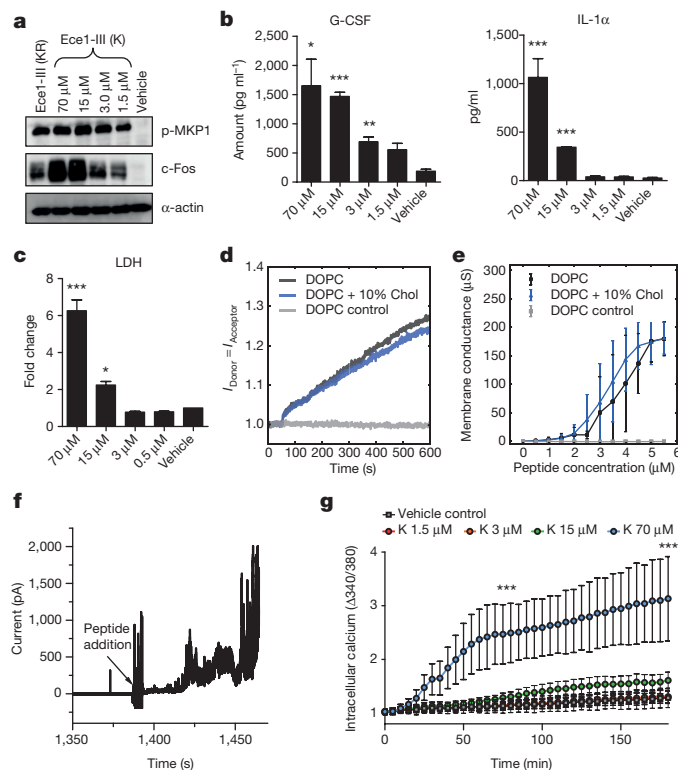 a
Ece1-III (KR)
Ece1-III (K)
70 μM
15 μM
3.0 μM
1.5 μM
Vehicle
p-MKP1
c-Fos
α-actin
b
G-CSF
Amount (pg ml⁻¹)
2,500
2,000
1,500
1,000
500
0
*
***
**
70 μM
15 μM
3 μM
1.5 μM
Vehicle
IL-1α
pg/ml
1,500
1,000
500
0
***
***
70 μM
15 μM
3 μM
1.5 μM
Vehicle
c
LDH
Fold change
8
6
4
2
0
***
*
70 μM
15 μM
3 μM
0.5 μM
Vehicle
d
I Donor = I Acceptor
1.4
1.3
1.2
1.1
1.0
DOPC
DOPC + 10% Chol
DOPC control
0 100 200 300 400 500 600
Time (s)
e
Membrane conductance (μS)
300
250
200
150
100
50
0
DOPC
DOPC + 10% Chol
DOPC control
0 1 2 3 4 5 6
Peptide concentration (μM)
f
Current (pA)
2,000
1,500
1,000
500
0
Peptide
addition
1,350 1,400 1,450
Time (s)
g
Vehicle control
K 1.5 μM K 3 μM K 15 μM K 70 μM
Intracellular calcium (Δ340/380)
4
3
2
1
***
***
0 50 100 150
Time (min)